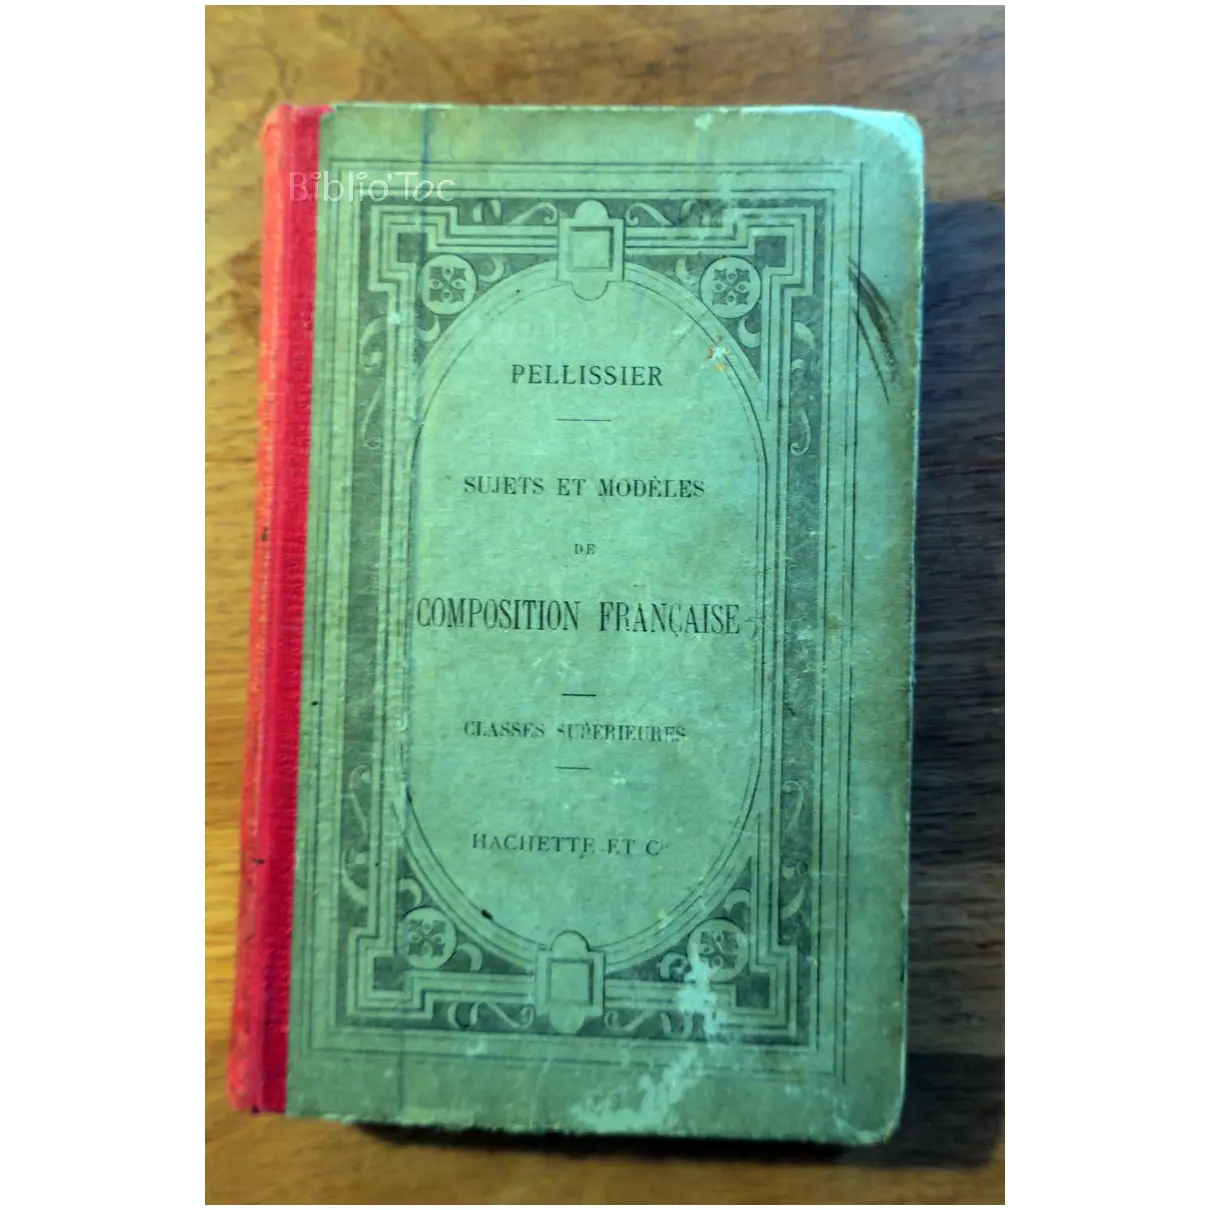 Biblio'Toc
PELLISSIER
SUJETS ET MODÈLES
DE
COMPOSITION FRANÇAISE
CLASSES SUPÉRIEURES
HACHETTE ET Cie